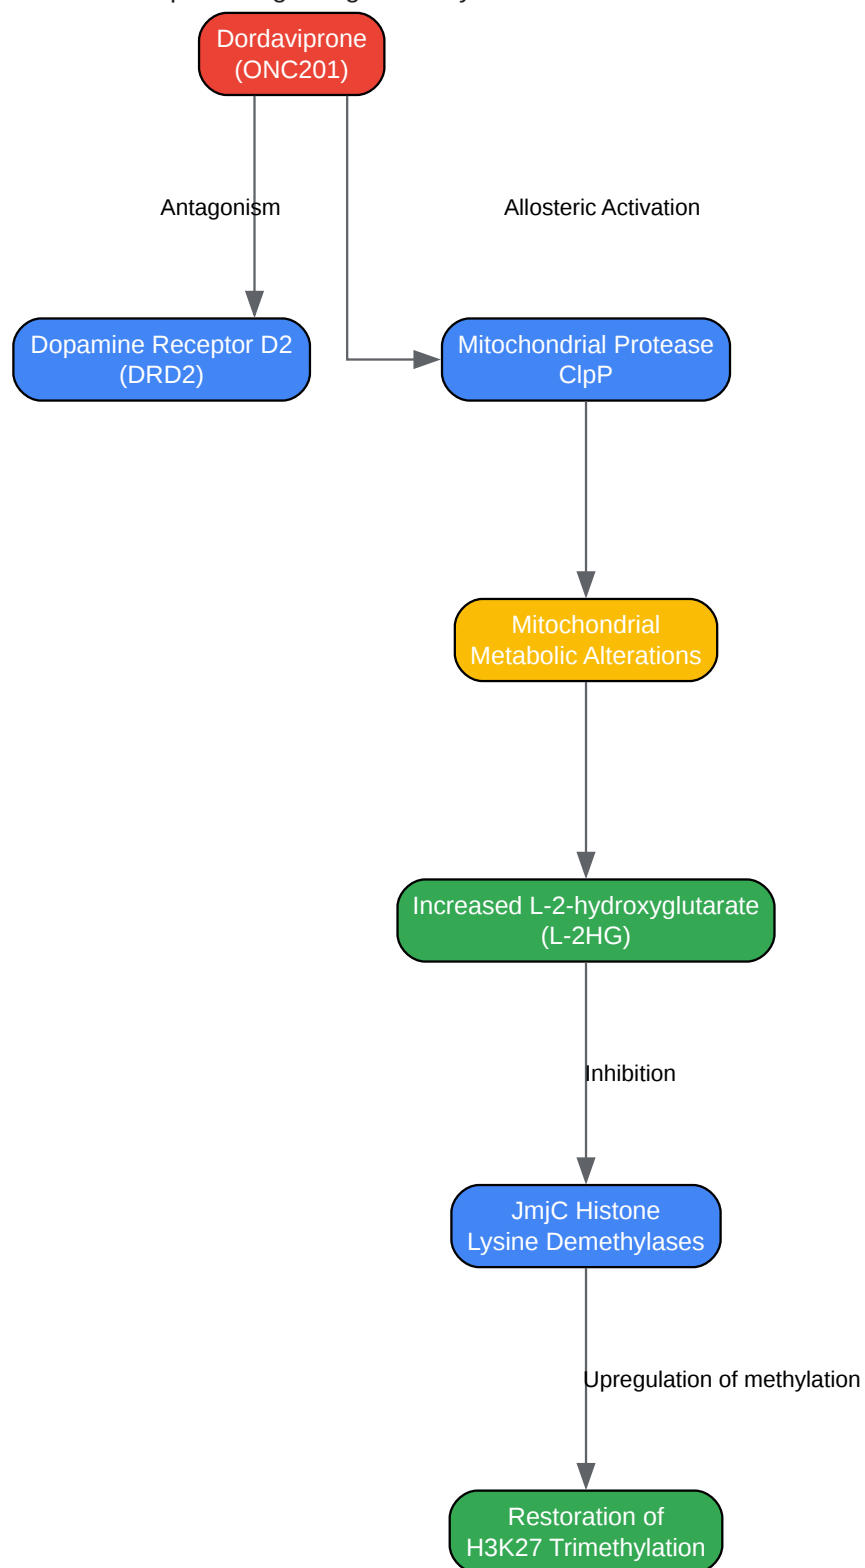 Dordaviprone
(ONC201)
Antagonism
Allosteric Activation
Dopamine Receptor D2
(DRD2)
Mitochondrial Protease
ClpP
Mitochondrial
Metabolic Alterations
Increased L-2-hydroxyglutarate
(L-2HG)
Inhibition
JmjC Histone
Lysine Demethylases
Upregulation of methylation
Restoration of
H3K27 Trimethylation